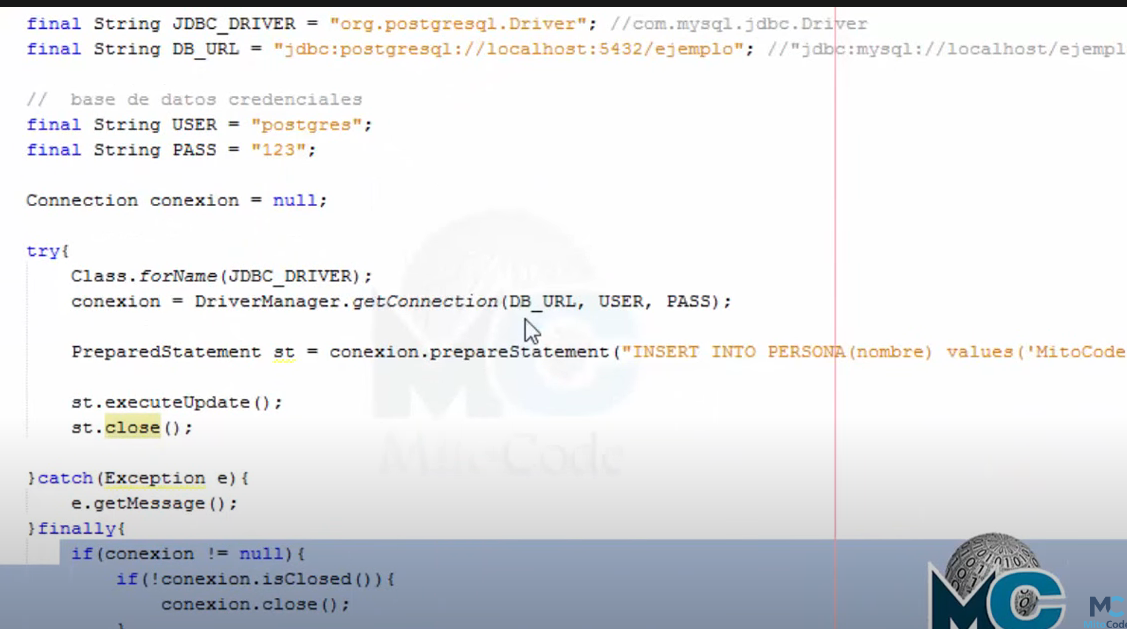 final String JDBC_DRIVER = "org.postgresql.Driver"; //com.mysql.jdbc.Driver
final String DB_URL = "jdbc:postgresql://localhost:5432/ejemplo"; //"jdbc:mysql://localhost/ejempl
// base de datos credenciales
final String USER = "postgres";
final String PASS = "123";
Connection conexion = null;
try{
Class.forName(JDBC_DRIVER);
conexion = DriverManager.getConnection(DB_URL, USER, PASS);
PreparedStatement st = conexion.prepareStatement("INSERT INTO PERSONA(nombre) values('MitoCode
st.executeUpdate();
st.close();
}catch(Exception e){
e.getMessage();
}finally{
if(conexion != null){
if(!conexion.isClosed()){
conexion.close();
MC
MitoCode
MC
MC
MitoCode